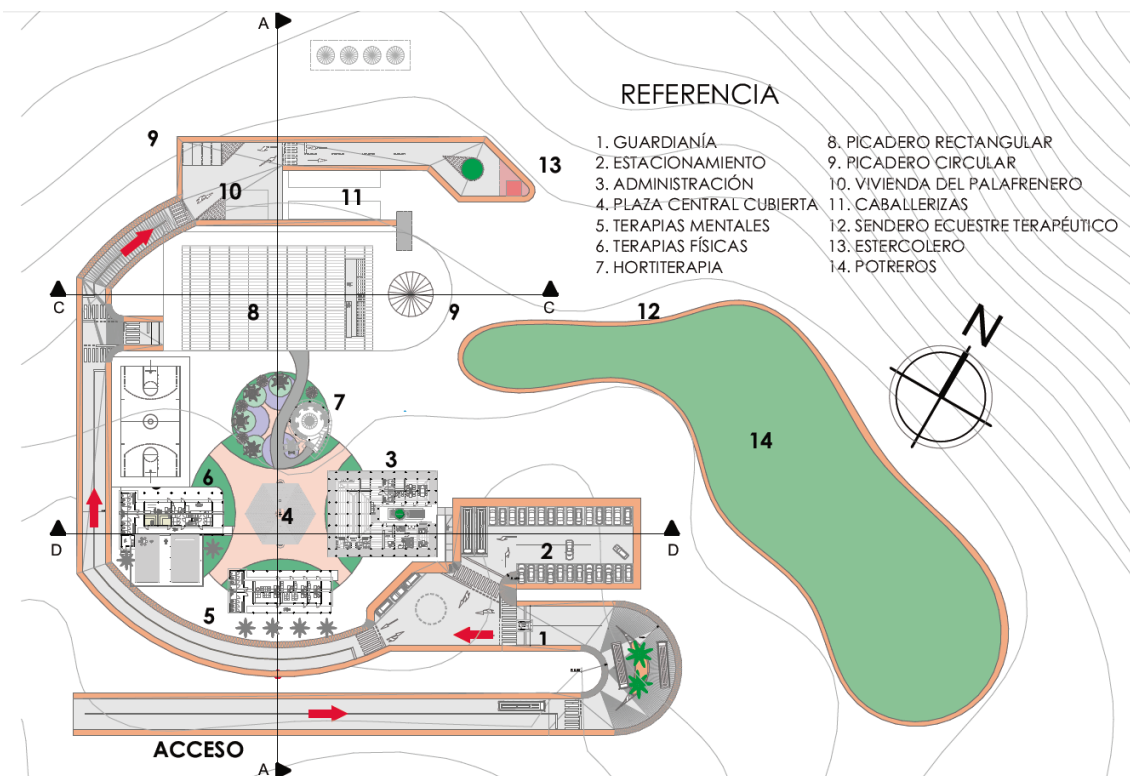 A
REFERENCIA
1. GUARDIANÍA
2. ESTACIONAMIENTO
3. ADMINISTRACIÓN
4. PLAZA CENTRAL CUBIERTA
5. TERAPIAS MENTALES
6. TERAPIAS FÍSICAS
7. HORTITERAPIA
8. PICADERO RECTANGULAR
9. PICADERO CIRCULAR
10. VIVIENDA DEL PALAFRENERO
11. CABALLERIZAS
12. SENDERO ECUESTRE TERAPÉUTICO
13. ESTERCOLERO
14. POTREROS
9
13
10
11
C
C
8
9
12
N
7
14
3
6
4
D
2
D
5
1
ACCESO
A